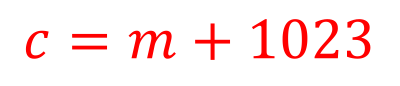 c = m + 1023